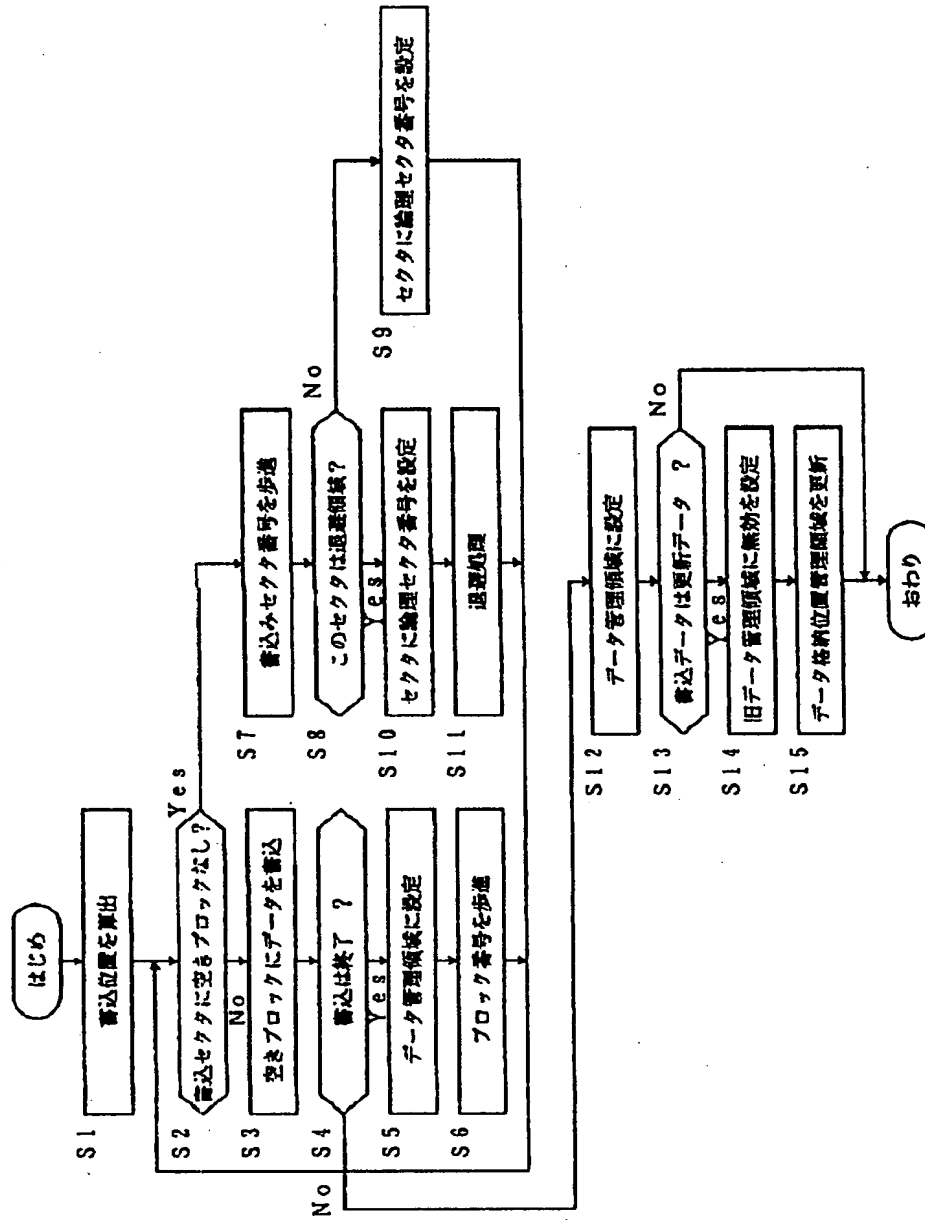 はじめ
S1
書込位置を算出
S2
書込セクタに空きブロックなし?
Yes
No
S3
空きブロックにデータを書込
S4
書込は終了 ?
No
Yes
S5
データ管理領域に設定
S6
ブロック番号を歩進
S7
書込みセクタ番号を歩進
S8
このセクタは退避領域?
No
Yes
S9
セクタに論理セクタ番号を設定
S10
セクタに論理セクタ番号を設定
S11
退避処理
S12
データ管理領域に設定
S13
書込データは更新データ ?
No
Yes
S14
旧データ管理領域に無効を設定
S15
データ格納位置管理領域を更新
おわり